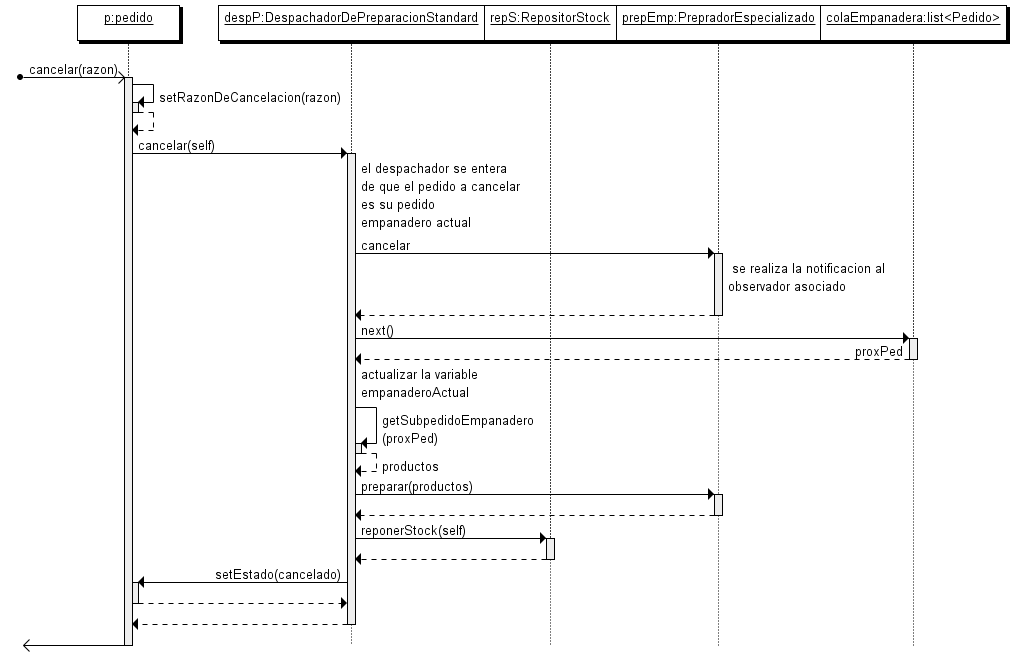 p:pedido
despP:DespachadorDePreparacionStandard
repS:RepositorStock
prepEmp:PrepradorEspecializado
colaEmpanadera:list<Pedido>
cancelar(razon)
setRazonDeCancelacion(razon)
cancelar(self)
el despachador se entera
de que el pedido a cancelar
es su pedido
empanadero actual
cancelar
se realiza la notificacion al
observador asociado
next()
proxPed
actualizar la variable
empanaderoActual
getSubpedidoEmpanadero
(proxPed)
productos
preparar(productos)
reponerStock(self)
setEstado(cancelado)